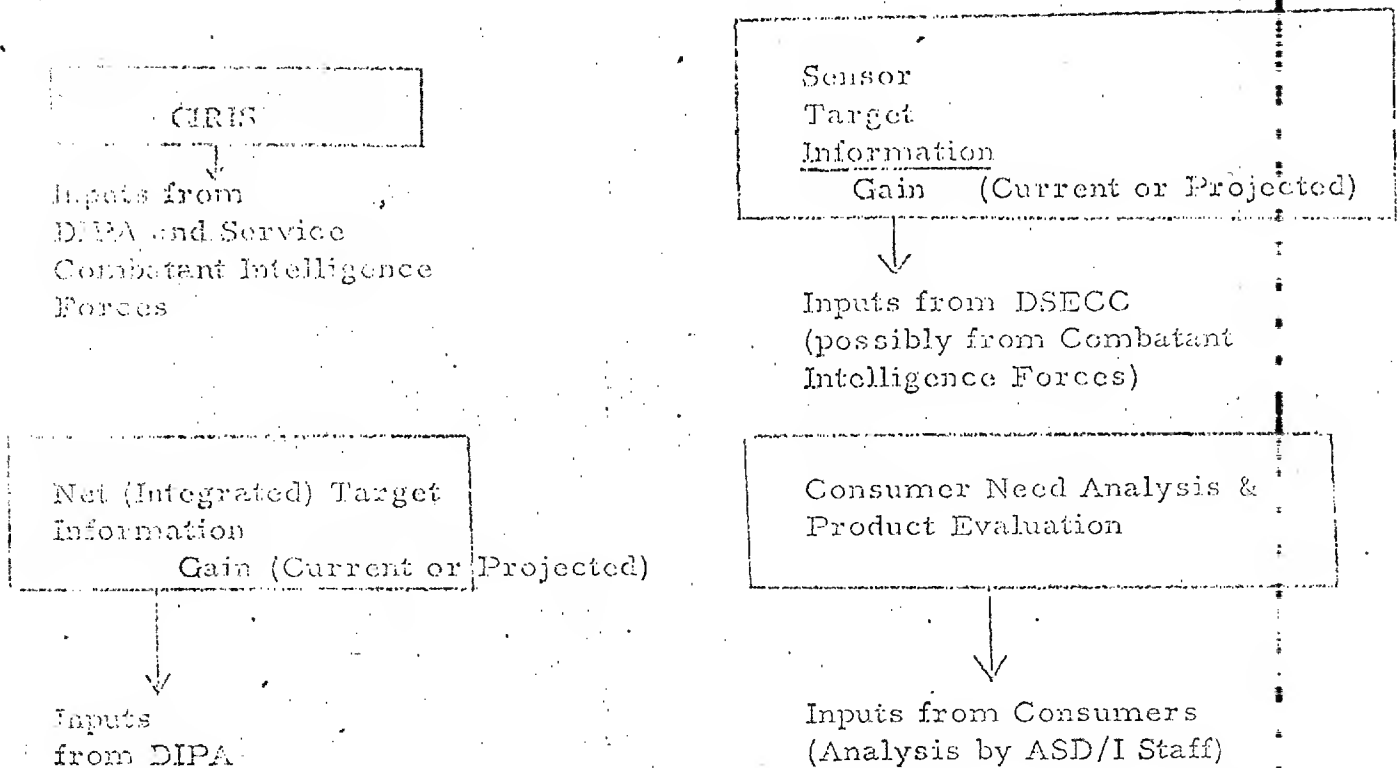 CIRIS
Inputs from
DIPA and Service
Combatant Intelligence
Forces
Sensor
Target
Information
Gain (Current or Projected)
Inputs from DSECC
(possibly from Combatant
Intelligence Forces)
Net (Integrated) Target
Information
Gain (Current or Projected)
Inputs
from DIPA
Consumer Need Analysis &
Product Evaluation
Inputs from Consumers
(Analysis by ASD/I Staff)